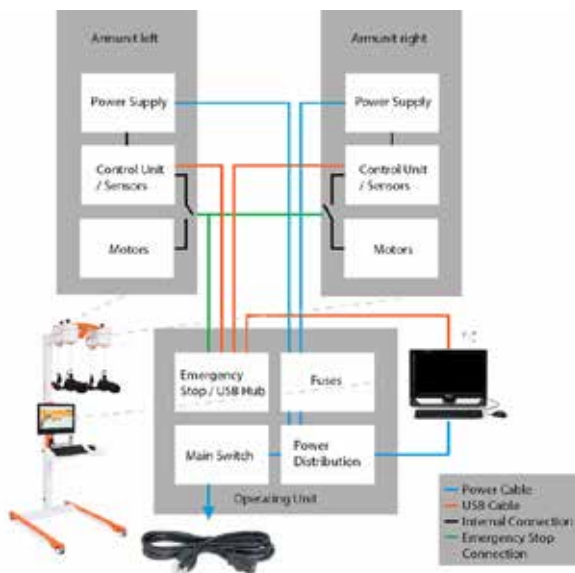 Armunit left
Armunit right
Power Supply
Power Supply
Control Unit
/ Sensors
Control Unit
/ Sensors
Motors
Motors
Emergency
Stop / USB Hub
Fuses
Main Switch
Power
Distribution
Operating Unit
Power Cable
USB Cable
Internal Connection
Emergency Stop
Connection